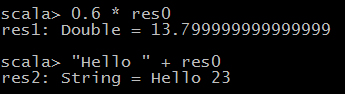 scala> 0.6 * res0
res1: Double = 13.799999999999999
scala> "Hello " + res0
res2: String = Hello 23